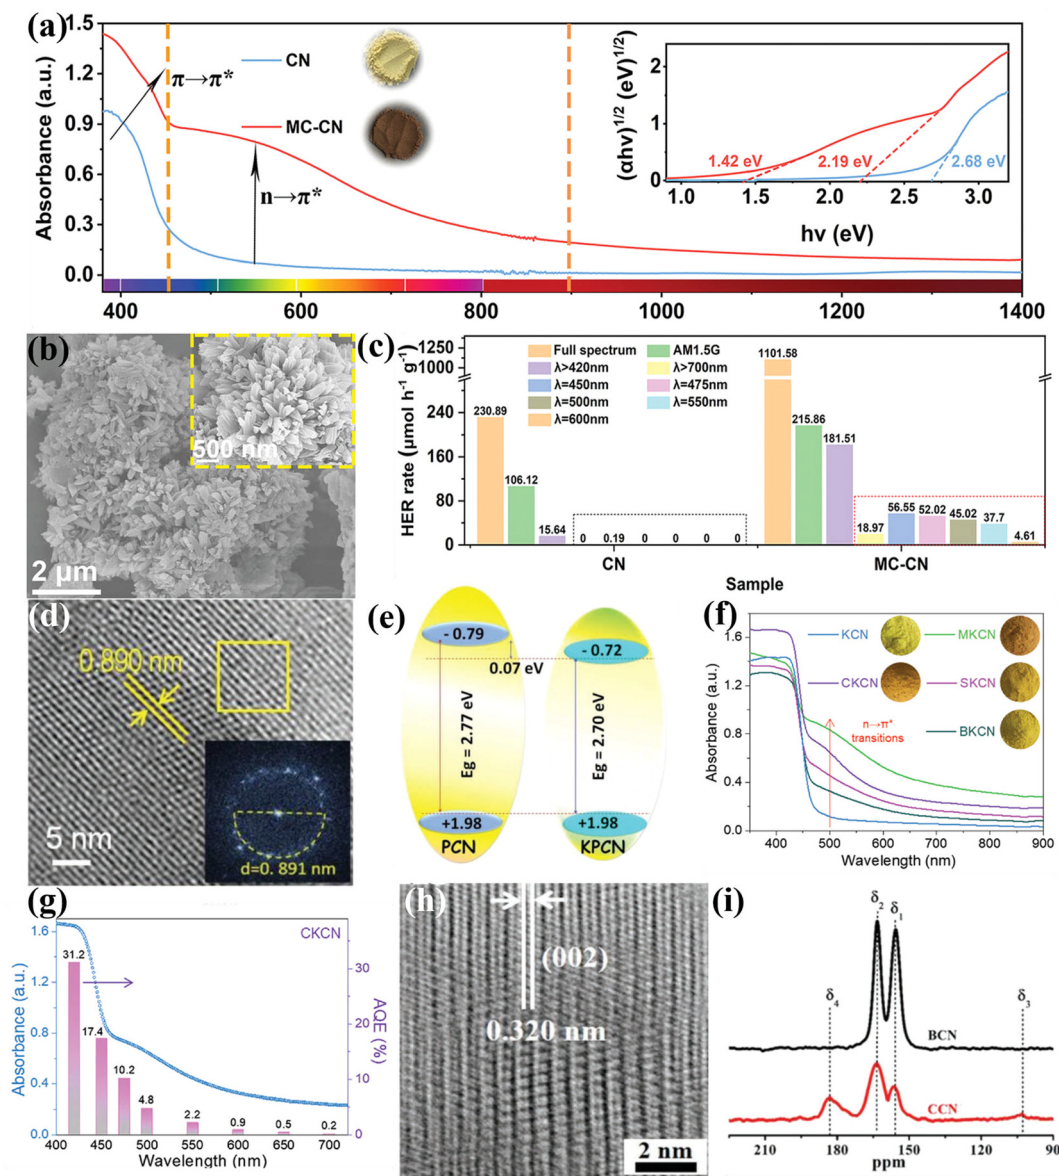 (a)
1.5
1.2
0.9
0.6
0.3
0.0
Absorbance (a.u.)
π→π*
CN
MC-CN
n→π*
400
600
800
1000
1200
1400
(αhv)1/2 (eV)1/2)
2
1
0
1.42 eV
2.19 eV
2.68 eV
1.0
1.5
2.0
2.5
3.0
hv (eV)
(b)
500 nm
2 μm
(c)
HER rate (μmol h-1 g-1)
1250
1000
240
160
80
0
Full spectrum
AM1.5G
λ>420nm
λ>700nm
λ=450nm
λ=475nm
λ=500nm
λ=550nm
λ=600nm
230.89
106.12
15.64
0
0.19
0
0
0
0
1101.58
215.86
181.51
18.97
56.55
52.02
45.02
37.7
4.61
CN
MC-CN
Sample
(d)
0.890 nm
5 nm
d=0. 891 nm
(e)
- 0.79
0.07 eV
- 0.72
Eg = 2.77 eV
Eg = 2.70 eV
+1.98
+1.98
PCN
KPCN
(f)
1.6
1.2
0.8
0.4
0.0
Absorbance (a.u.)
KCN
MKCN
CKCN
SKCN
BKCN
n→π*
transitions
400
500
600
700
800
900
Wavelength (nm)
(g)
CKCN
1.6
1.2
0.8
0.4
0.0
Absorbance (a.u.)
31.2
17.4
10.2
4.8
2.2
0.9
0.5
0.2
30
20
10
0
AQE (%)
400
450
500
550
600
650
700
Wavelength (nm)
(h)
(002)
0.320 nm
2 nm
(i)
δ2
δ1
δ4
δ3
BCN
CCN
210
180
150
120
90
ppm